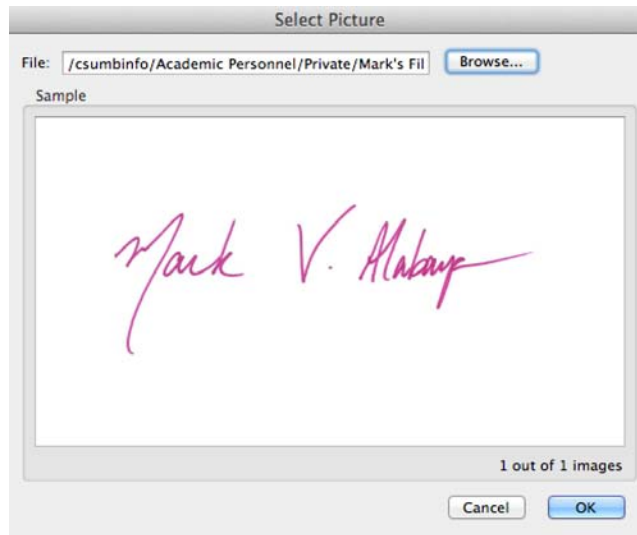 Select Picture
File: /csumbinfo/Academic Personnel/Private/Mark's Fil Browse...
Sample
Mark V.
1 out of 1 images
Cancel OK